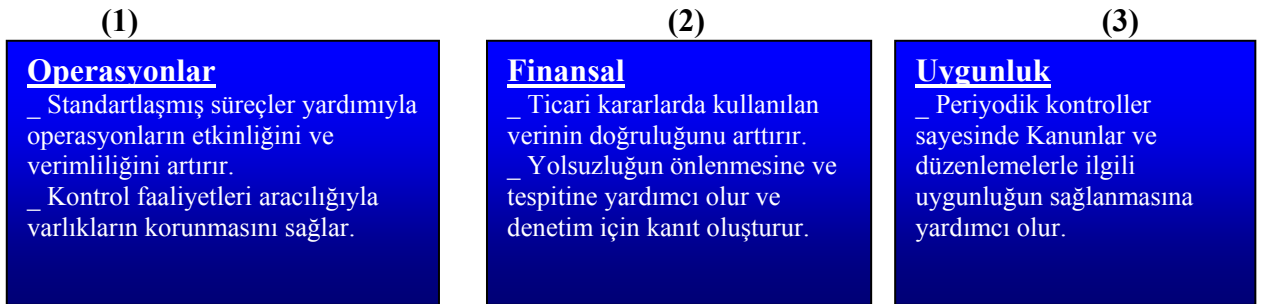 (1)
Operasyonlar
_ Standartlaşmış süreçler yardımıyla
operasyonların etkinliğini ve
verimliliğini artırır.
_ Kontrol faaliyetleri aracılığıyla
varlıkların korunmasını sağlar.
(2)
Finansal
_ Ticari kararlarda kullanılan
verinin doğruluğunu arttırır.
_ Yolsuzluğun önlenmesine ve
tespitine yardımcı olur ve
denetim için kanıt oluşturur.
(3)
Uygunluk
_ Periyodik kontroller
sayesinde Kanunlar ve
düzenlemelerle ilgili
uygunluğun sağlanmasına
yardımcı olur.